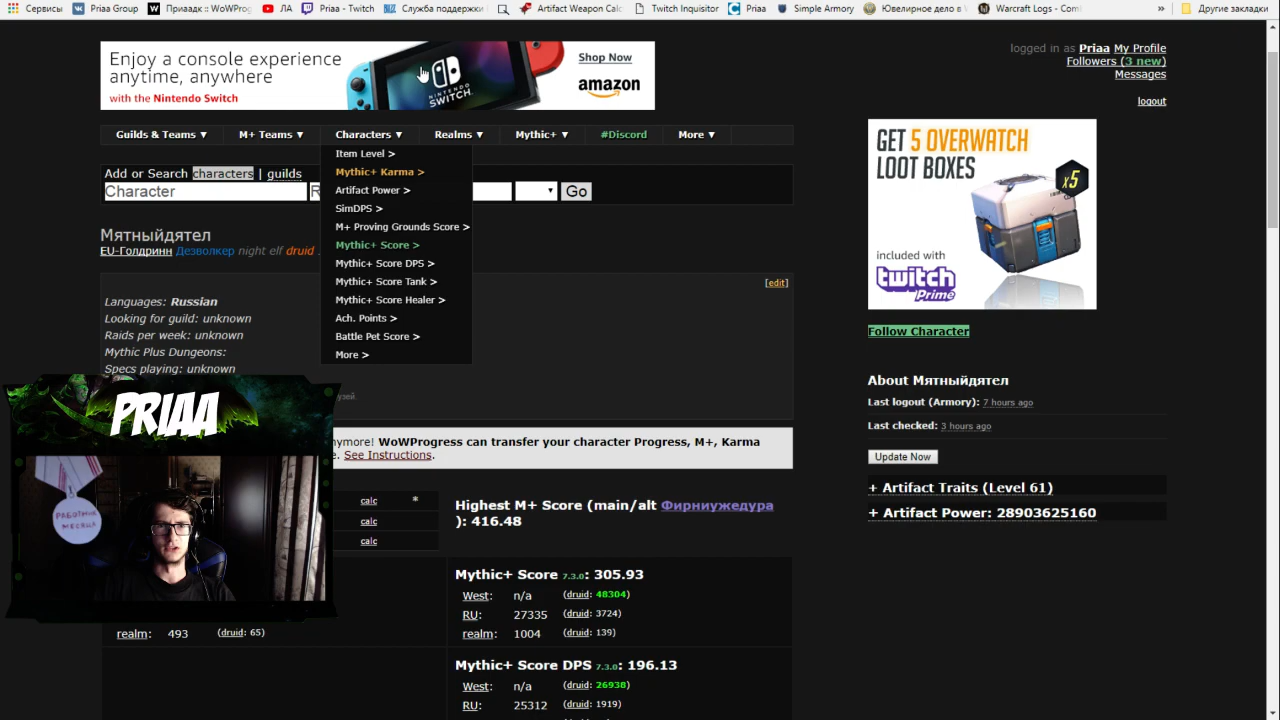 Сервисы Priaa Group Приаадк :: WoWProg ЛА Priaa - Twitch Служба поддержки Artifact Weapon Calc Twitch Inquisitor Priaa Simple Armory Ювелирное дело в V Warcraft Logs - Comb » Другие закладки
Enjoy a console experience
anytime, anywhere
with the Nintendo Switch
NINTENDO
SWITCH
Shop Now
amazon
logged in as Priaa My Profile
Followers (3 new)
Messages
logout
Guilds & Teams ▼ M+ Teams ▼ Characters ▼ Realms ▼ Mythic+ ▼ #Discord More ▼
Item Level >
Mythic+ Karma >
Artifact Power >
SimDPS >
M+ Proving Grounds Score >
Mythic+ Score >
Mythic+ Score DPS >
Mythic+ Score Tank >
Mythic+ Score Healer >
Ach. Points >
Battle Pet Score >
More >
Add or Search characters | guilds
Character R Go
Мятныйдятел
EU-Голдринн Дезволкер night elf druid
[edit]
Languages: Russian
Looking for guild: unknown
Raids per week: unknown
Mythic Plus Dungeons:
Specs playing: unknown
узей.
nymore! WoWProgress can transfer your character Progress, M+, Karma
See Instructions.
PRIAA
РАБОТНИК
МЕСЯЦА
calc *
calc
calc
realm: 493 (druid: 65)
Highest M+ Score (main/alt Фирниужедура
): 416.48
Mythic+ Score 7.3.0: 305.93
West: n/a (druid: 48304)
RU: 27335 (druid: 3724)
realm: 1004 (druid: 139)
Mythic+ Score DPS 7.3.0: 196.13
West: n/a (druid: 26938)
RU: 25312 (druid: 1919)
GET 5 OVERWATCH
LOOT BOXES
x5
included with
twitch
prime
Follow Character
About Мятныйдятел
Last logout (Armory): 7 hours ago
Last checked: 3 hours ago
Update Now
+ Artifact Traits (Level 61)
+ Artifact Power: 28903625160